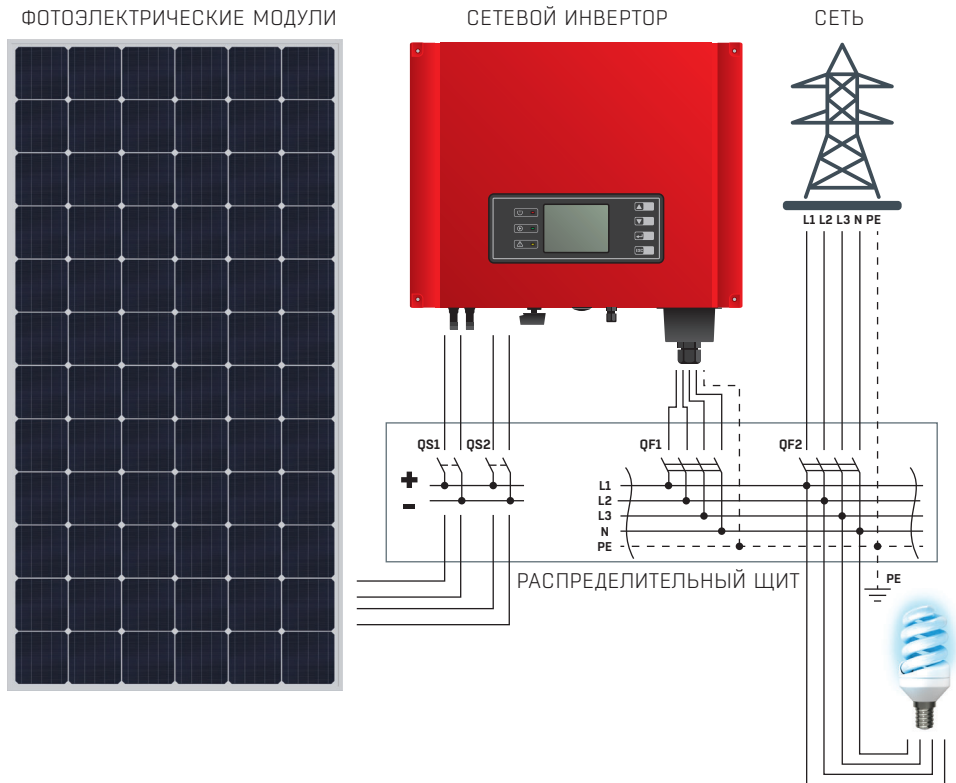 ФОТОЭЛЕКТРИЧЕСКИЕ МОДУЛИ
СЕТЕВОЙ ИНВЕРТОР
СЕТЬ
L1 L2 L3 N PE
QS1 QS2
QF1
QF2
+
-
L1
L2
L3
N
PE
РАСПРЕДЕЛИТЕЛЬНЫЙ ЩИТ
PE